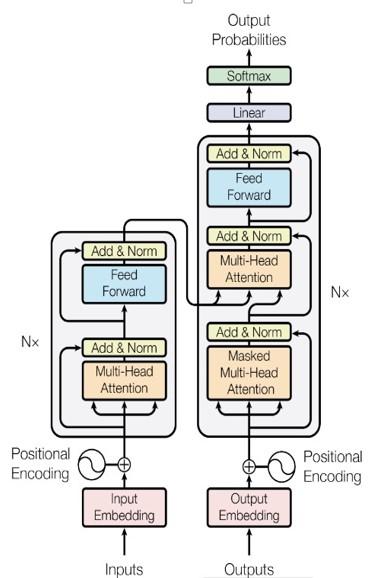 Output
Probabilities
Softmax
Linear
Add & Norm
Feed
Forward
Add & Norm
Multi-Head
Attention
Add & Norm
Masked
Multi-Head
Attention
Nx
Add & Norm
Feed
Forward
Nx
Add & Norm
Multi-Head
Attention
Positional
Encoding
Positional
Encoding
Input
Embedding
Output
Embedding
Inputs
Outputs